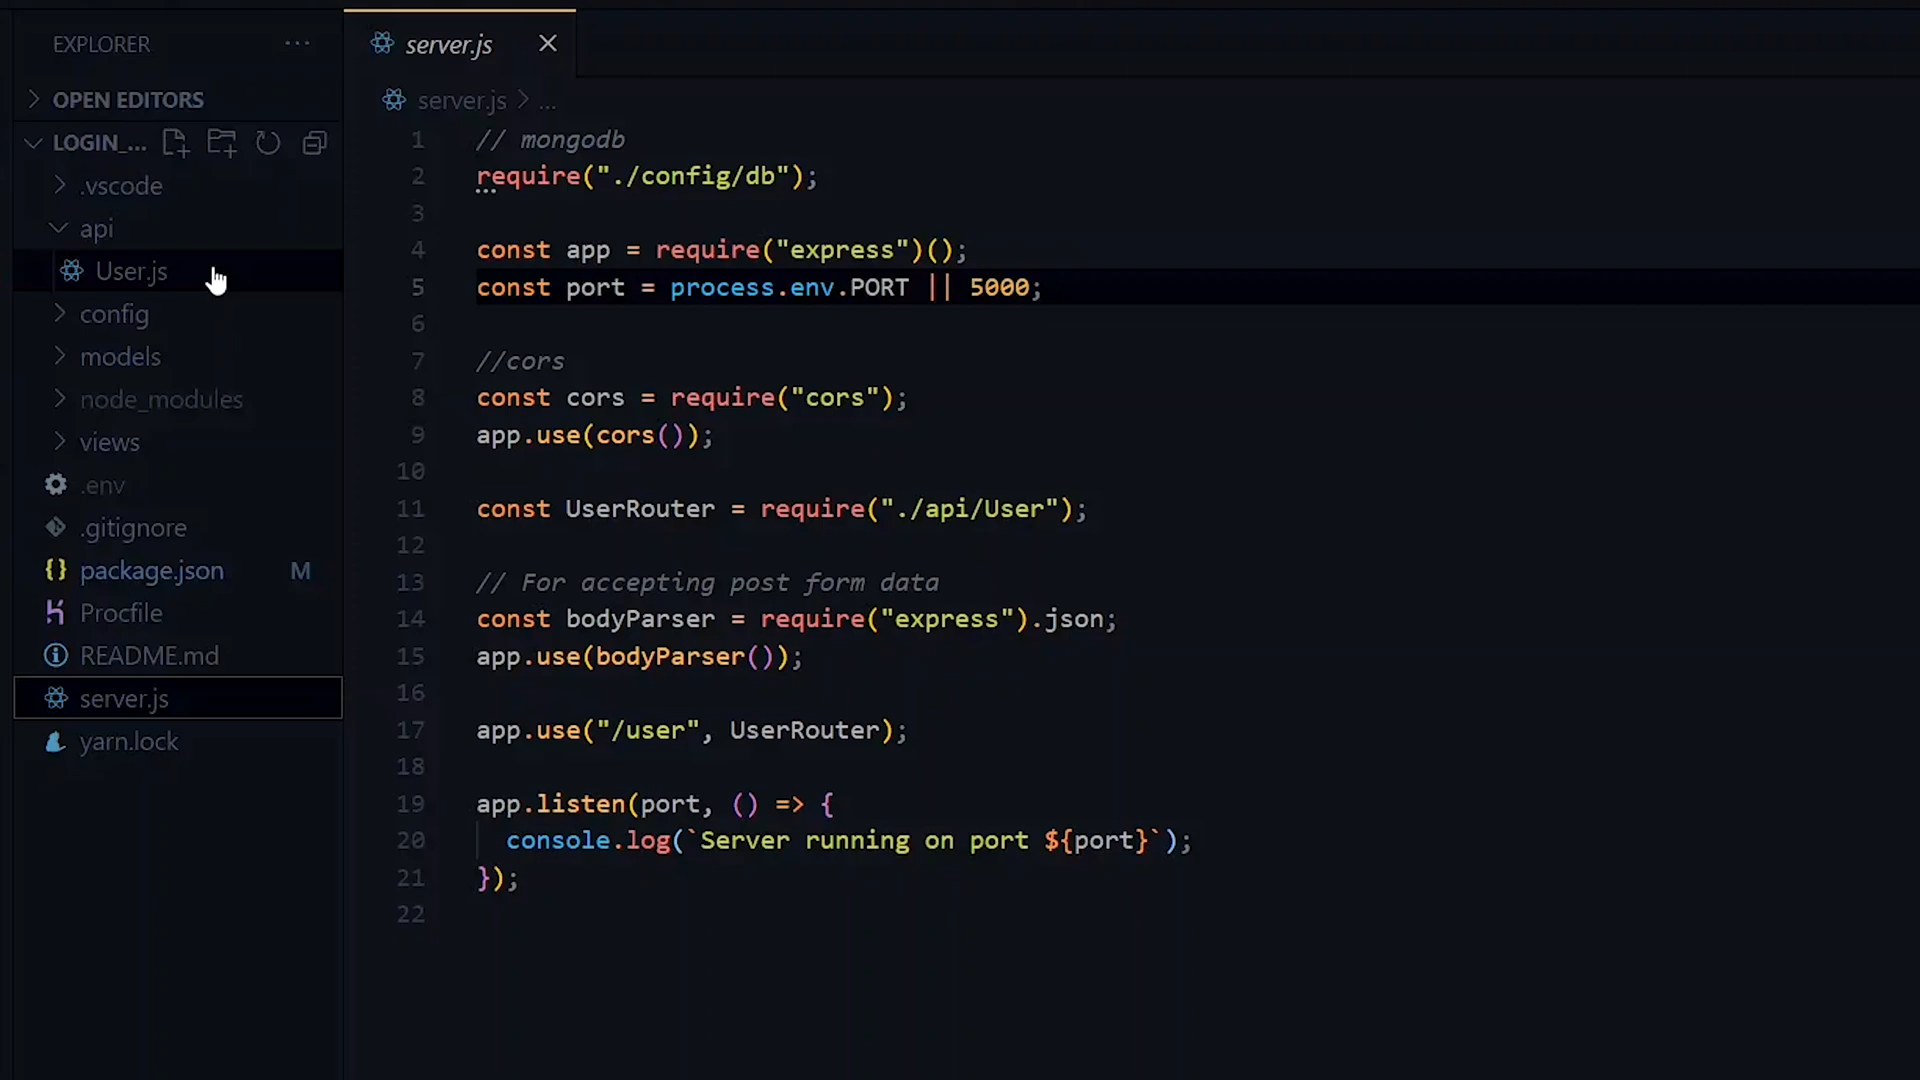 EXPLORER ...
OPEN EDITORS
LOGIN_...
.vscode
api
User.js
config
models
node_modules
views
.env
.gitignore
package.json M
Procfile
README.md
server.js
yarn.lock
server.js
server.js > ...
1 // mongodb
2 require("./config/db");
3
4 const app = require("express")();
5 const port = process.env.PORT || 5000;
6
7 //cors
8 const cors = require("cors");
9 app.use(cors());
10
11 const UserRouter = require("./api/User");
12
13 // For accepting post form data
14 const bodyParser = require("express").json;
15 app.use(bodyParser());
16
17 app.use("/user", UserRouter);
18
19 app.listen(port, () => {
20 console.log(`Server running on port ${port}`);
21 });
22